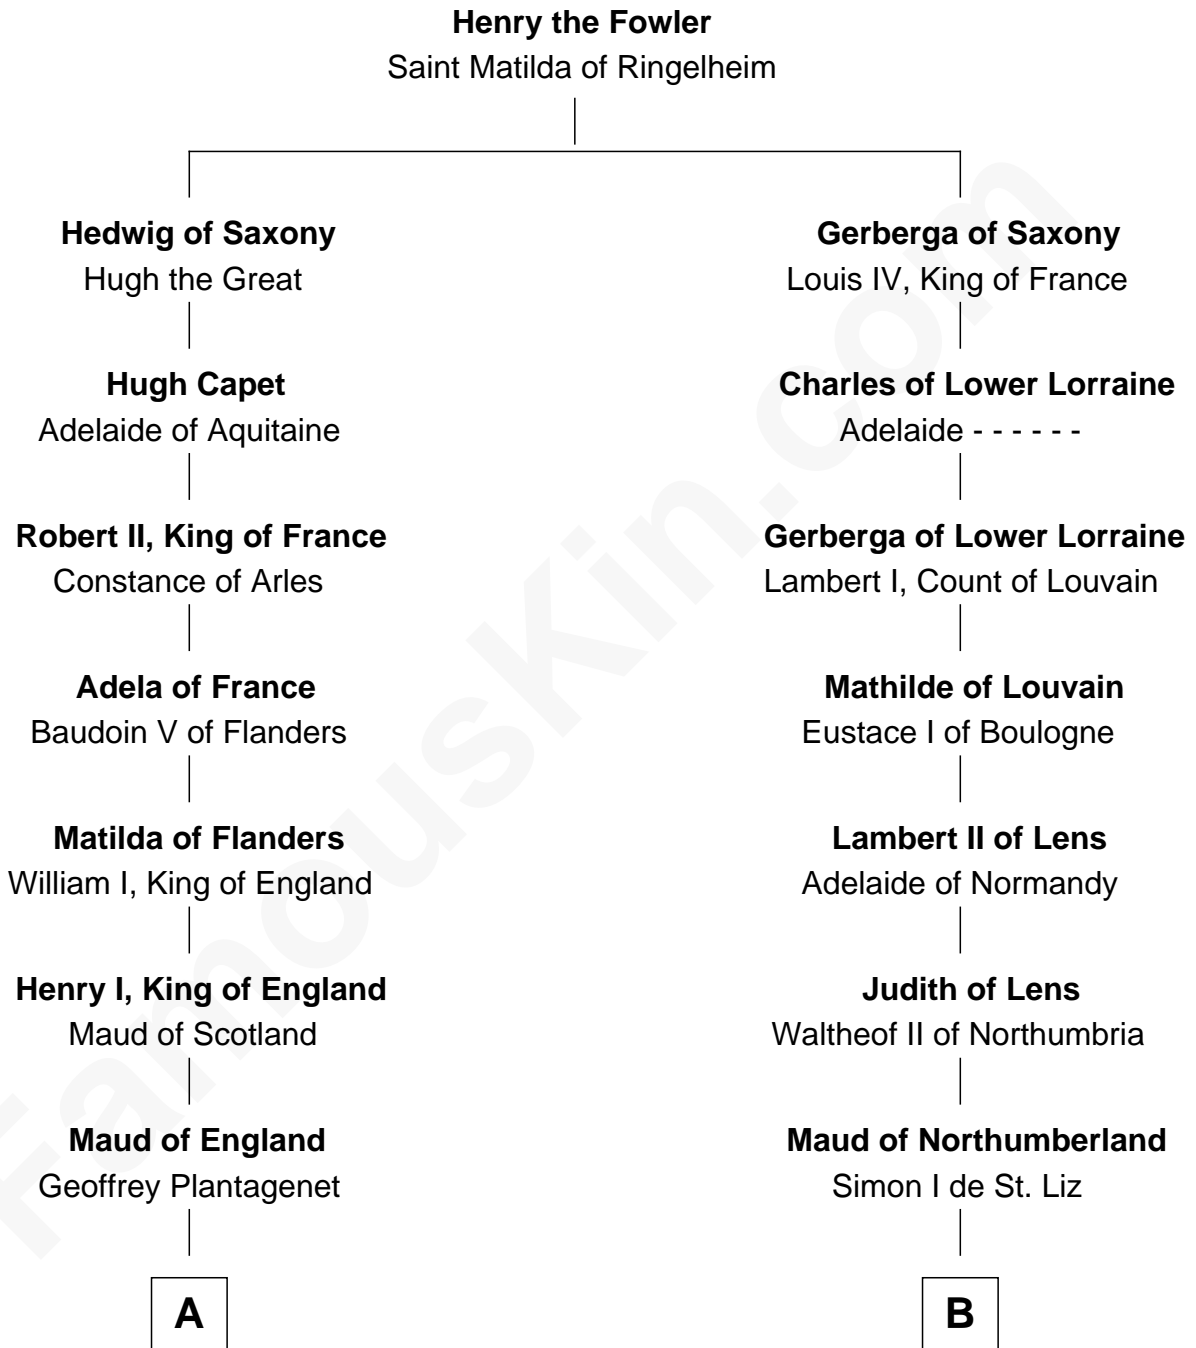 Henry the Fowler
Saint Matilda of Ringelheim
Hedwig of Saxony
Hugh the Great
Gerberga of Saxony
Louis IV, King of France
Hugh Capet
Adelaide of Aquitaine
Charles of Lower Lorraine
Adelaide - - - - - -
Robert II, King of France
Constance of Arles
Gerberga of Lower Lorraine
Lambert I, Count of Louvain
Adela of France
Baudoin V of Flanders
Mathilde of Louvain
Eustace I of Boulogne
Matilda of Flanders
William I, King of England
Lambert II of Lens
Adelaide of Normandy
Henry I, King of England
Maud of Scotland
Judith of Lens
Waltheof II of Northumbria
Maud of England
Geoffrey Plantagenet
Maud of Northumberland
Simon I de St. Liz
A
B
FamousKin.com